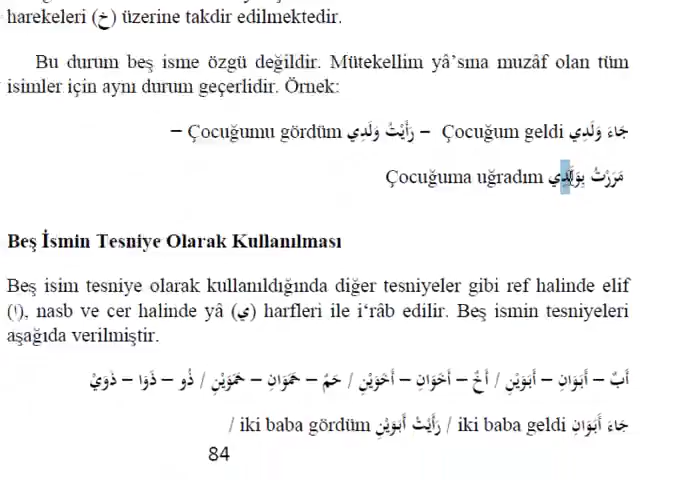 harekeleri (خ) üzerine takdir edilmektedir.
Bu durum beş isme özgü değildir. Mütekellim yâ’sına muzâf olan tüm
isimler için aynı durum geçerlidir. Örnek:
جَاءَ وَلَدِي Çocuğum geldi – رَأَيْتُ وَلَدِي Çocuğumu gördüm –
مَرَرْتُ بِوَلَدِي Çocuğuma uğradım
Beş İsmin Tesniye Olarak Kullanılması
Beş isim tesniye olarak kullanıldığında diğer tesniyeler gibi ref halinde elif
(ا), nasb ve cer halinde yâ (ي) harfleri ile i‘râb edilir. Beş ismin tesniyeleri
aşağıda verilmiştir.
أَبٌ – أَبَوَانِ – أَبَوَيْنِ / أَخٌ – أَخَوَانِ – أَخَوَيْنِ / حَمٌ – حَمَوَانِ – حَمَوَيْنِ / ذُو – ذَوَا – ذَوَيْ
جَاءَ أَبَوَانِ iki baba geldi / رَأَيْتُ أَبَوَيْنِ iki baba gördüm /
84